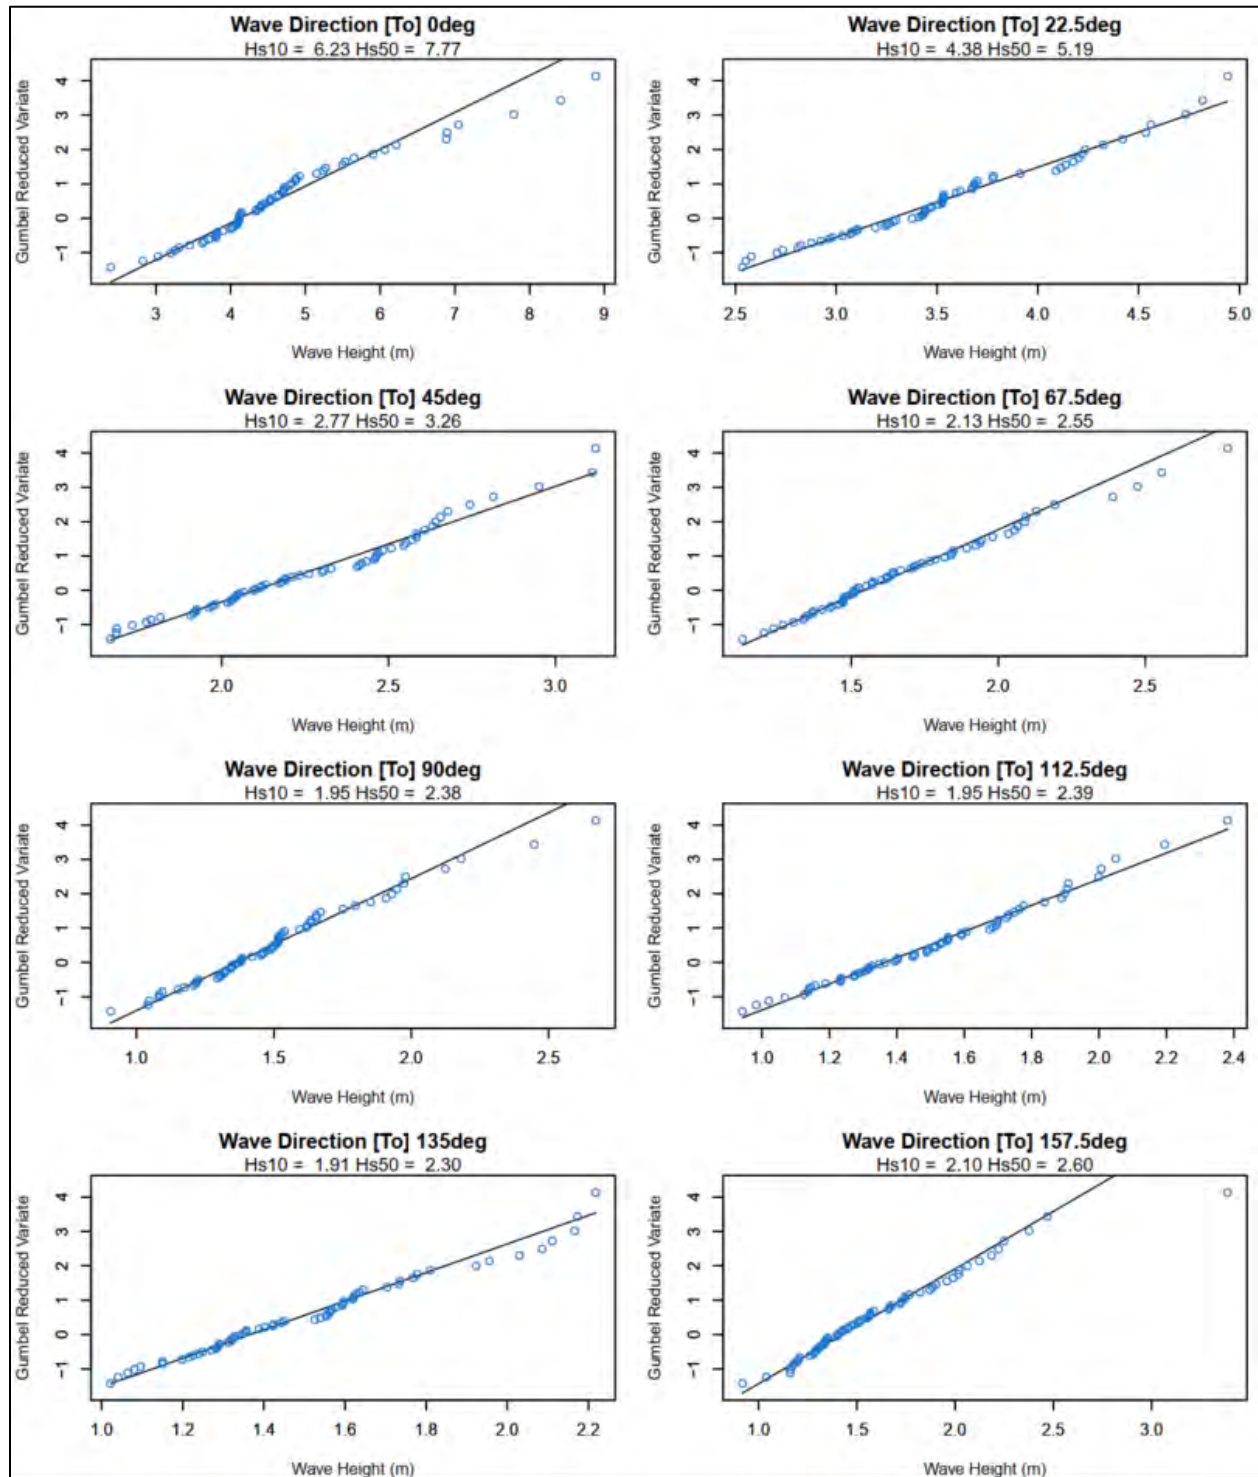 Wave Direction [To] 0deg
Hs10 = 6.23 Hs50 = 7.77
Gumbel Reduced Variate
4
3
2
1
0
−1
3 4 5 6 7 8 9
Wave Height (m)
Wave Direction [To] 22.5deg
Hs10 = 4.38 Hs50 = 5.19
Gumbel Reduced Variate
4
3
2
1
0
−1
2.5 3.0 3.5 4.0 4.5 5.0
Wave Height (m)
Wave Direction [To] 45deg
Hs10 = 2.77 Hs50 = 3.26
Gumbel Reduced Variate
4
3
2
1
0
−1
2.0 2.5 3.0
Wave Height (m)
Wave Direction [To] 67.5deg
Hs10 = 2.13 Hs50 = 2.55
Gumbel Reduced Variate
4
3
2
1
0
−1
1.5 2.0 2.5
Wave Height (m)
Wave Direction [To] 90deg
Hs10 = 1.95 Hs50 = 2.38
Gumbel Reduced Variate
4
3
2
1
0
−1
1.0 1.5 2.0 2.5
Wave Height (m)
Wave Direction [To] 112.5deg
Hs10 = 1.95 Hs50 = 2.39
Gumbel Reduced Variate
4
3
2
1
0
−1
1.0 1.2 1.4 1.6 1.8 2.0 2.2 2.4
Wave Height (m)
Wave Direction [To] 135deg
Hs10 = 1.91 Hs50 = 2.30
Gumbel Reduced Variate
4
3
2
1
0
−1
1.0 1.2 1.4 1.6 1.8 2.0 2.2
Wave Height (m)
Wave Direction [To] 157.5deg
Hs10 = 2.10 Hs50 = 2.60
Gumbel Reduced Variate
4
3
2
1
0
−1
1.0 1.5 2.0 2.5 3.0
Wave Height (m)